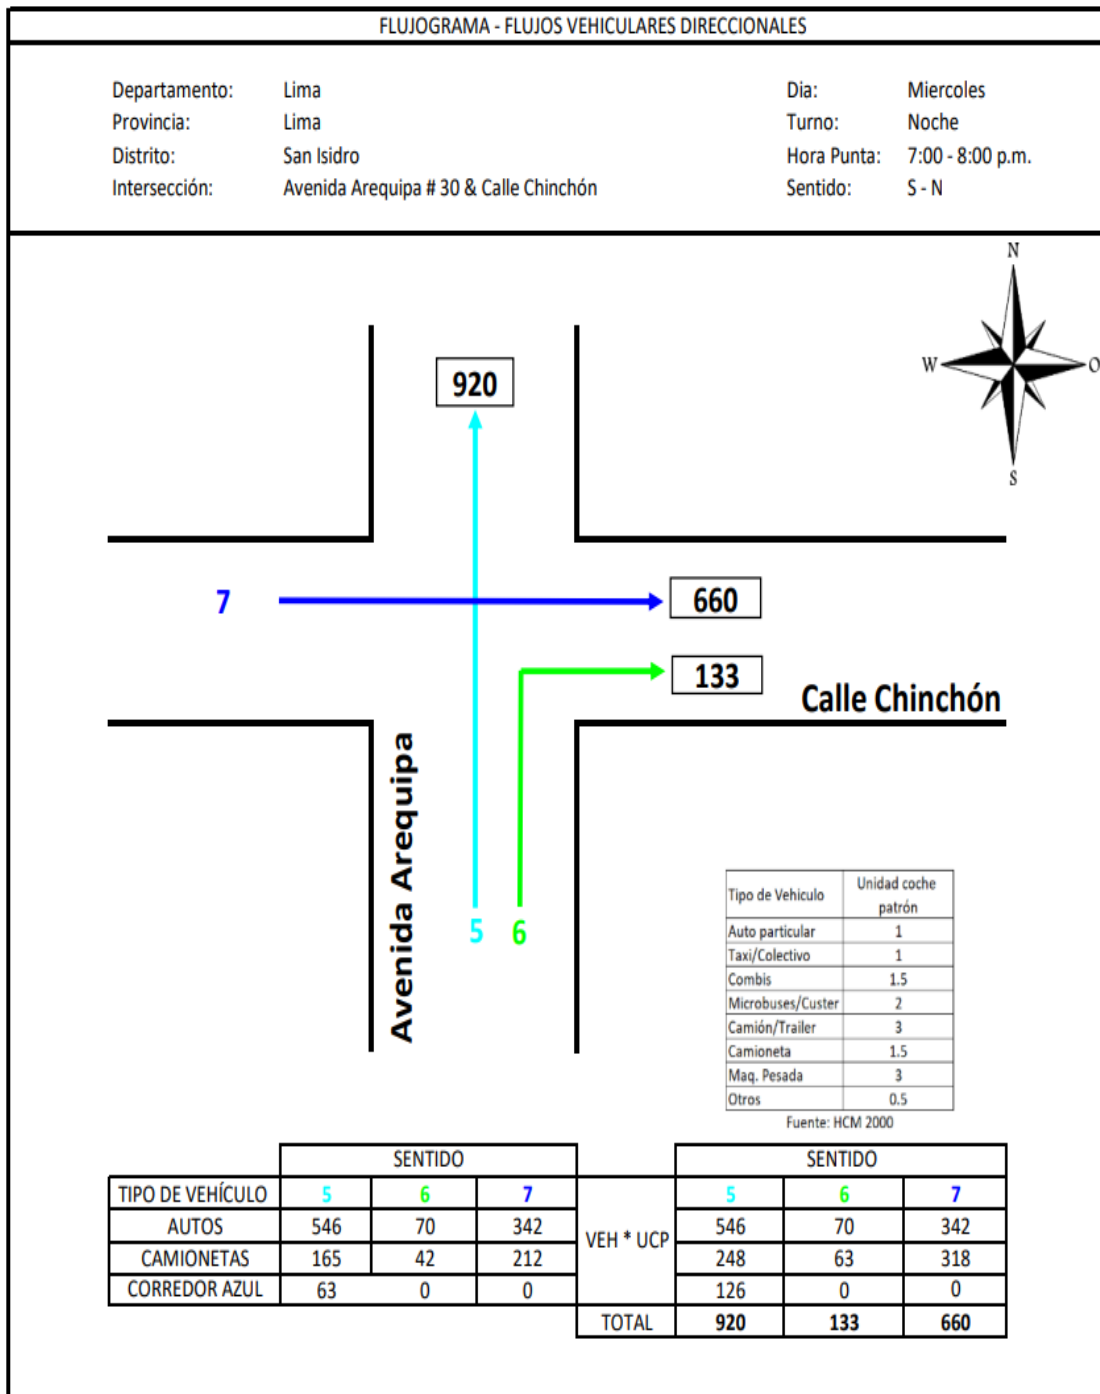 FLUJOGRAMA - FLUJOS VEHICULARES DIRECCIONALES
Departamento: Lima Dia: Miercoles
Provincia: Lima Turno: Noche
Distrito: San Isidro Hora Punta: 7:00 - 8:00 p.m.
Intersección: Avenida Arequipa # 30 & Calle Chinchón Sentido: S - N
N
W O
S
920
7 660
133
Calle Chinchón
Avenida Arequipa
5 6
Tipo de Vehiculo Unidad coche patrón
Auto particular 1
Taxi/Colectivo 1
Combis 1.5
Microbuses/Custer 2
Camión/Trailer 3
Camioneta 1.5
Maq. Pesada 3
Otros 0.5
Fuente: HCM 2000
SENTIDO SENTIDO
TIPO DE VEHÍCULO 5 6 7 VEH * UCP 5 6 7
AUTOS 546 70 342 546 70 342
CAMIONETAS 165 42 212 248 63 318
CORREDOR AZUL 63 0 0 126 0 0
TOTAL 920 133 660